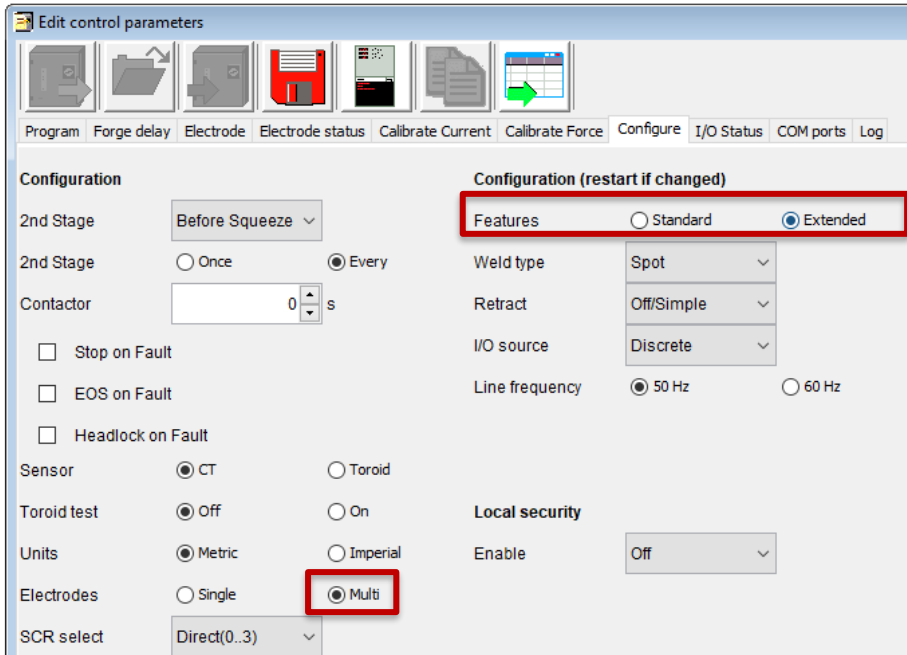 Edit control parameters
Program Forge delay Electrode Electrode status Calibrate Current Calibrate Force Configure I/O Status COM ports Log
Configuration
2nd Stage Before Squeeze
2nd Stage Once Every
Contactor 0 s
Stop on Fault
EOS on Fault
Headlock on Fault
Sensor CT Toroid
Toroid test Off On
Units Metric Imperial
Electrodes Single Multi
SCR select Direct(0..3)
Configuration (restart if changed)
Features Standard Extended
Weld type Spot
Retract Off/Simple
I/O source Discrete
Line frequency 50 Hz 60 Hz
Local security
Enable Off